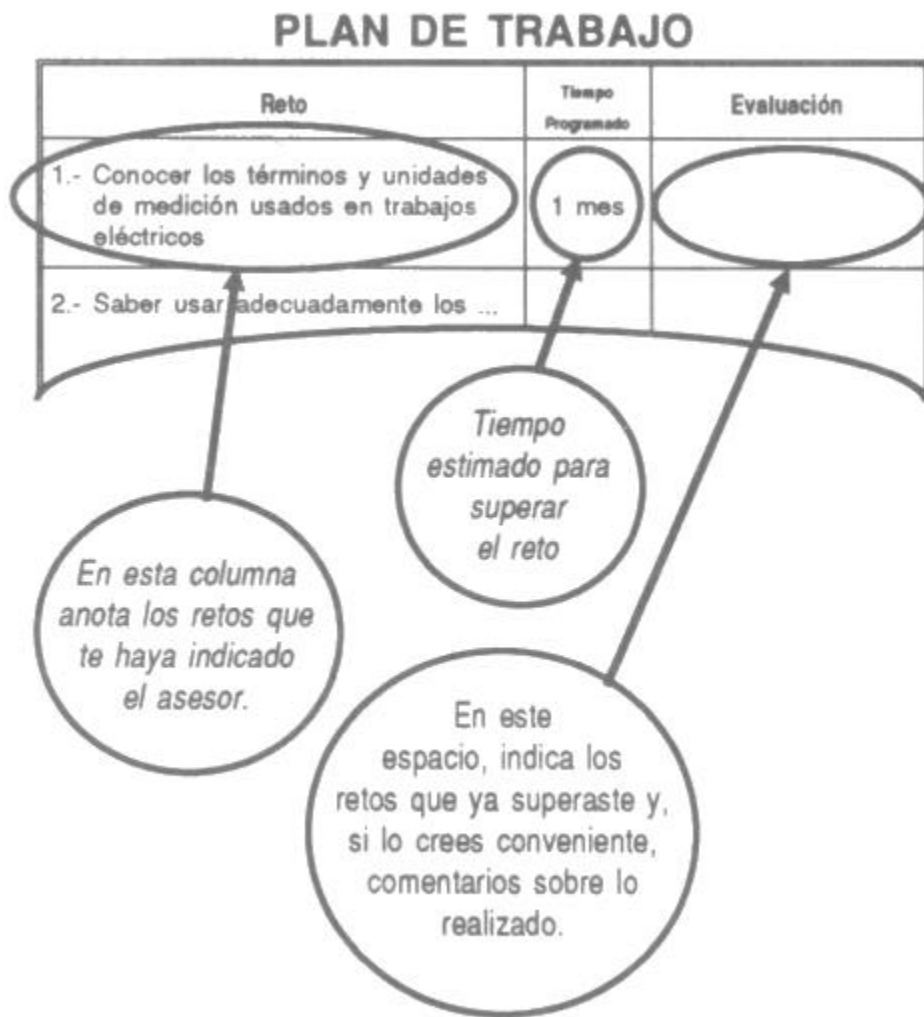 PLAN DE TRABAJO
Reto
Tiempo
Programado
Evaluación
1.- Conocer los términos y unidades
de medición usados en trabajos
eléctricos
1 mes
2.- Saber usar adecuadamente los ...
Tiempo
estimado para
superar
el reto
En esta columna
anota los retos que
te haya indicado
el asesor.
En este
espacio, indica los
retos que ya superaste y,
si lo crees conveniente,
comentarios sobre lo
realizado.